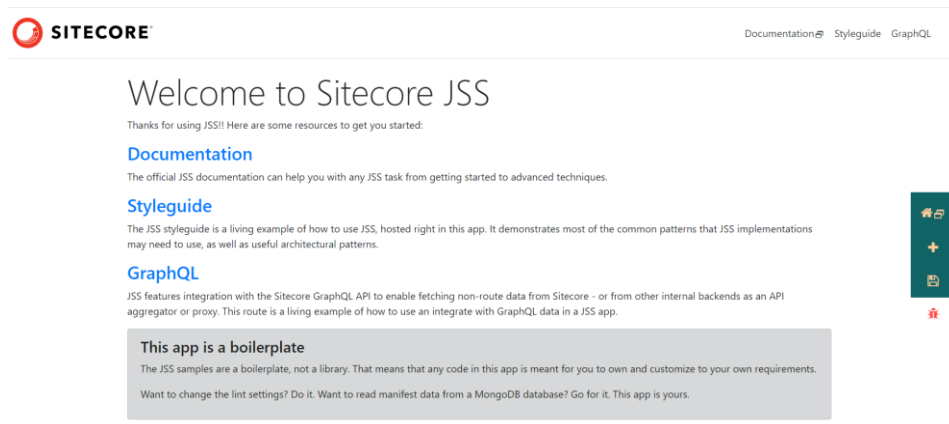 SITECORE
Documentation Styleguide GraphQL
Welcome to Sitecore JSS
Thanks for using JSS!! Here are some resources to get you started:
Documentation
The official JSS documentation can help you with any JSS task from getting started to advanced techniques.
Styleguide
The JSS styleguide is a living example of how to use JSS, hosted right in this app. It demonstrates most of the common patterns that JSS implementations
may need to use, as well as useful architectural patterns.
GraphQL
JSS features integration with the Sitecore GraphQL API to enable fetching non-route data from Sitecore - or from other internal backends as an API
aggregator or proxy. This route is a living example of how to use an integrate with GraphQL data in a JSS app.
This app is a boilerplate
The JSS samples are a boilerplate, not a library. That means that any code in this app is meant for you to own and customize to your own requirements.
Want to change the lint settings? Do it. Want to read manifest data from a MongoDB database? Go for it. This app is yours.